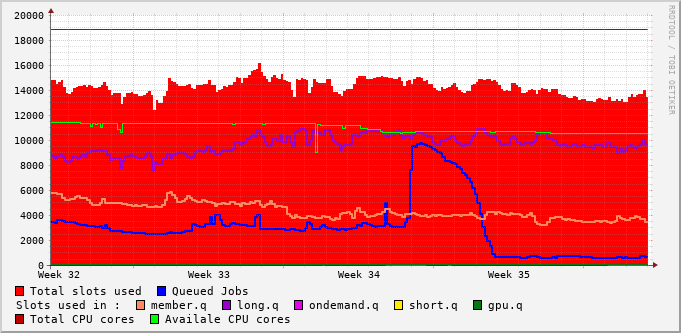 RRDTOOL / TOBI OETIKER
20000
18000
16000
14000
12000
10000
8000
6000
4000
2000
0
Week 32 Week 33 Week 34 Week 35
Total slots used Queued Jobs
Slots used in : member.q long.q ondemand.q short.q gpu.q
Total CPU cores Availale CPU cores